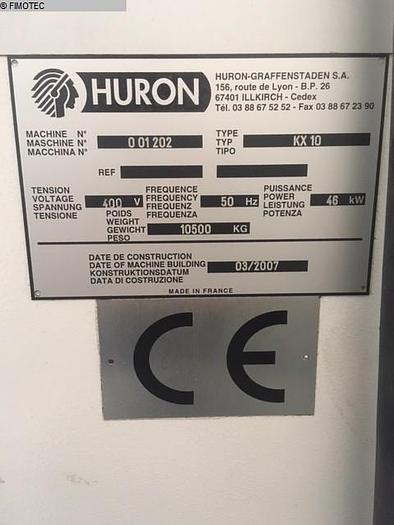 © FIMOTEC
HURON
HURON-GRAFFENSTADEN S.A.
156, route de Lyon - B.P. 26
67401 ILLKIRCH - Cedex
Tél. 03 88 67 52 52 - Fax 03 88 67 23 90
MACHINE N°
MASCHINE N° 0 01 202
MACCHINA N°
TYPE
TYP KX 10
TIPO
REF
TENSION
VOLTAGE
SPANNUNG 400 V
TENSIONE
FREQUENCE
FREQUENCY
FREQUENZ 50 Hz
FREQUENZA
PUISSANCE
POWER
LEISTUNG 46 kW
POTENZA
POIDS
WEIGHT
GEWICHT 10500 KG
PESO
DATE DE CONSTRUCTION
DATE OF MACHINE BUILDING 03/2007
KONSTRUKTIONSDATUM
DATA DI COSTRUZIONE
MADE IN FRANCE
CE